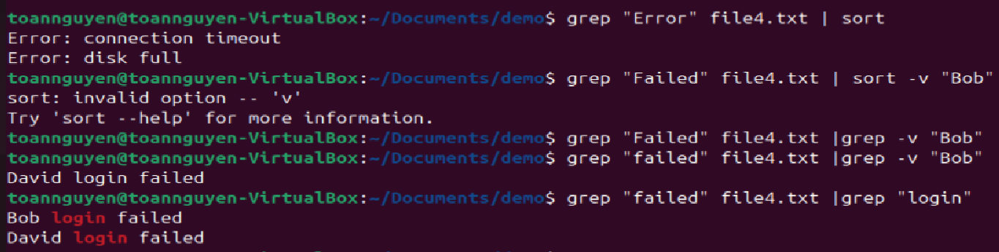 toannguyen@toannguyen-VirtualBox:~/Documents/demo$ grep "Error" file4.txt | sort
Error: connection timeout
Error: disk full
toannguyen@toannguyen-VirtualBox:~/Documents/demo$ grep "Failed" file4.txt | sort -v "Bob"
sort: invalid option -- 'v'
Try 'sort --help' for more information.
toannguyen@toannguyen-VirtualBox:~/Documents/demo$ grep "Failed" file4.txt |grep -v "Bob"
toannguyen@toannguyen-VirtualBox:~/Documents/demo$ grep "failed" file4.txt |grep -v "Bob"
David login failed
toannguyen@toannguyen-VirtualBox:~/Documents/demo$ grep "failed" file4.txt |grep "login"
Bob login failed
David login failed